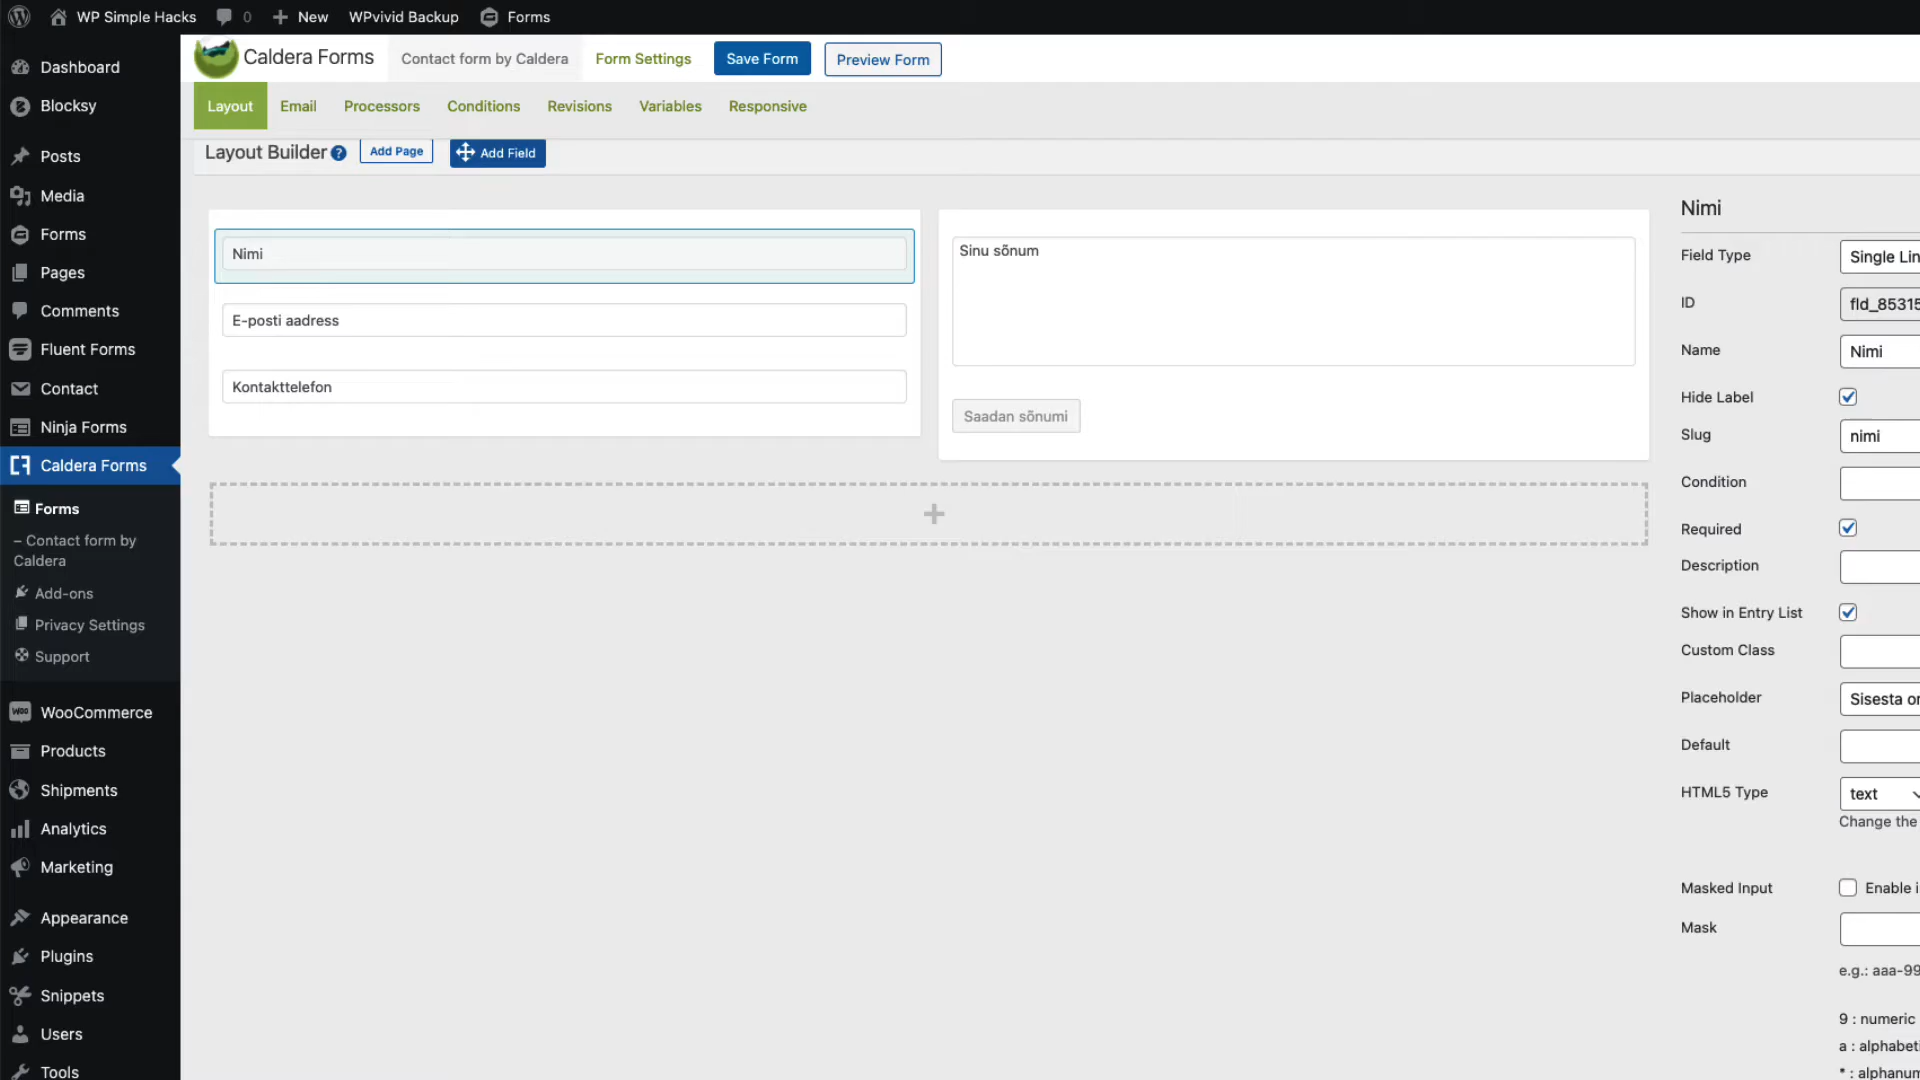 WP Simple Hacks
0
New
WPvivid Backup
Forms
Dashboard
Blocksy
Posts
Media
Forms
Pages
Comments
Fluent Forms
Contact
Ninja Forms
Caldera Forms
Forms
– Contact form by
Caldera
Add-ons
Privacy Settings
Support
WooCommerce
Products
Shipments
Analytics
Marketing
Appearance
Plugins
Snippets
Users
Tools
Caldera Forms
Contact form by Caldera
Form Settings
Save Form
Preview Form
Layout
Email
Processors
Conditions
Revisions
Variables
Responsive
Layout Builder ?
Add Page
Add Field
Nimi
E-posti aadress
Kontakttelefon
Sinu sõnum
Saadan sõnumi
Nimi
Field Type
Single Lin
ID
fld_85315
Name
Nimi
Hide Label
Slug
nimi
Condition
Required
Description
Show in Entry List
Custom Class
Placeholder
Sisesta
Default
HTML5 Type
text
Change the
Masked Input
Enable i
Mask
e.g.: aaa-99
9 : numeric
a : alphabeti
* : alphanum